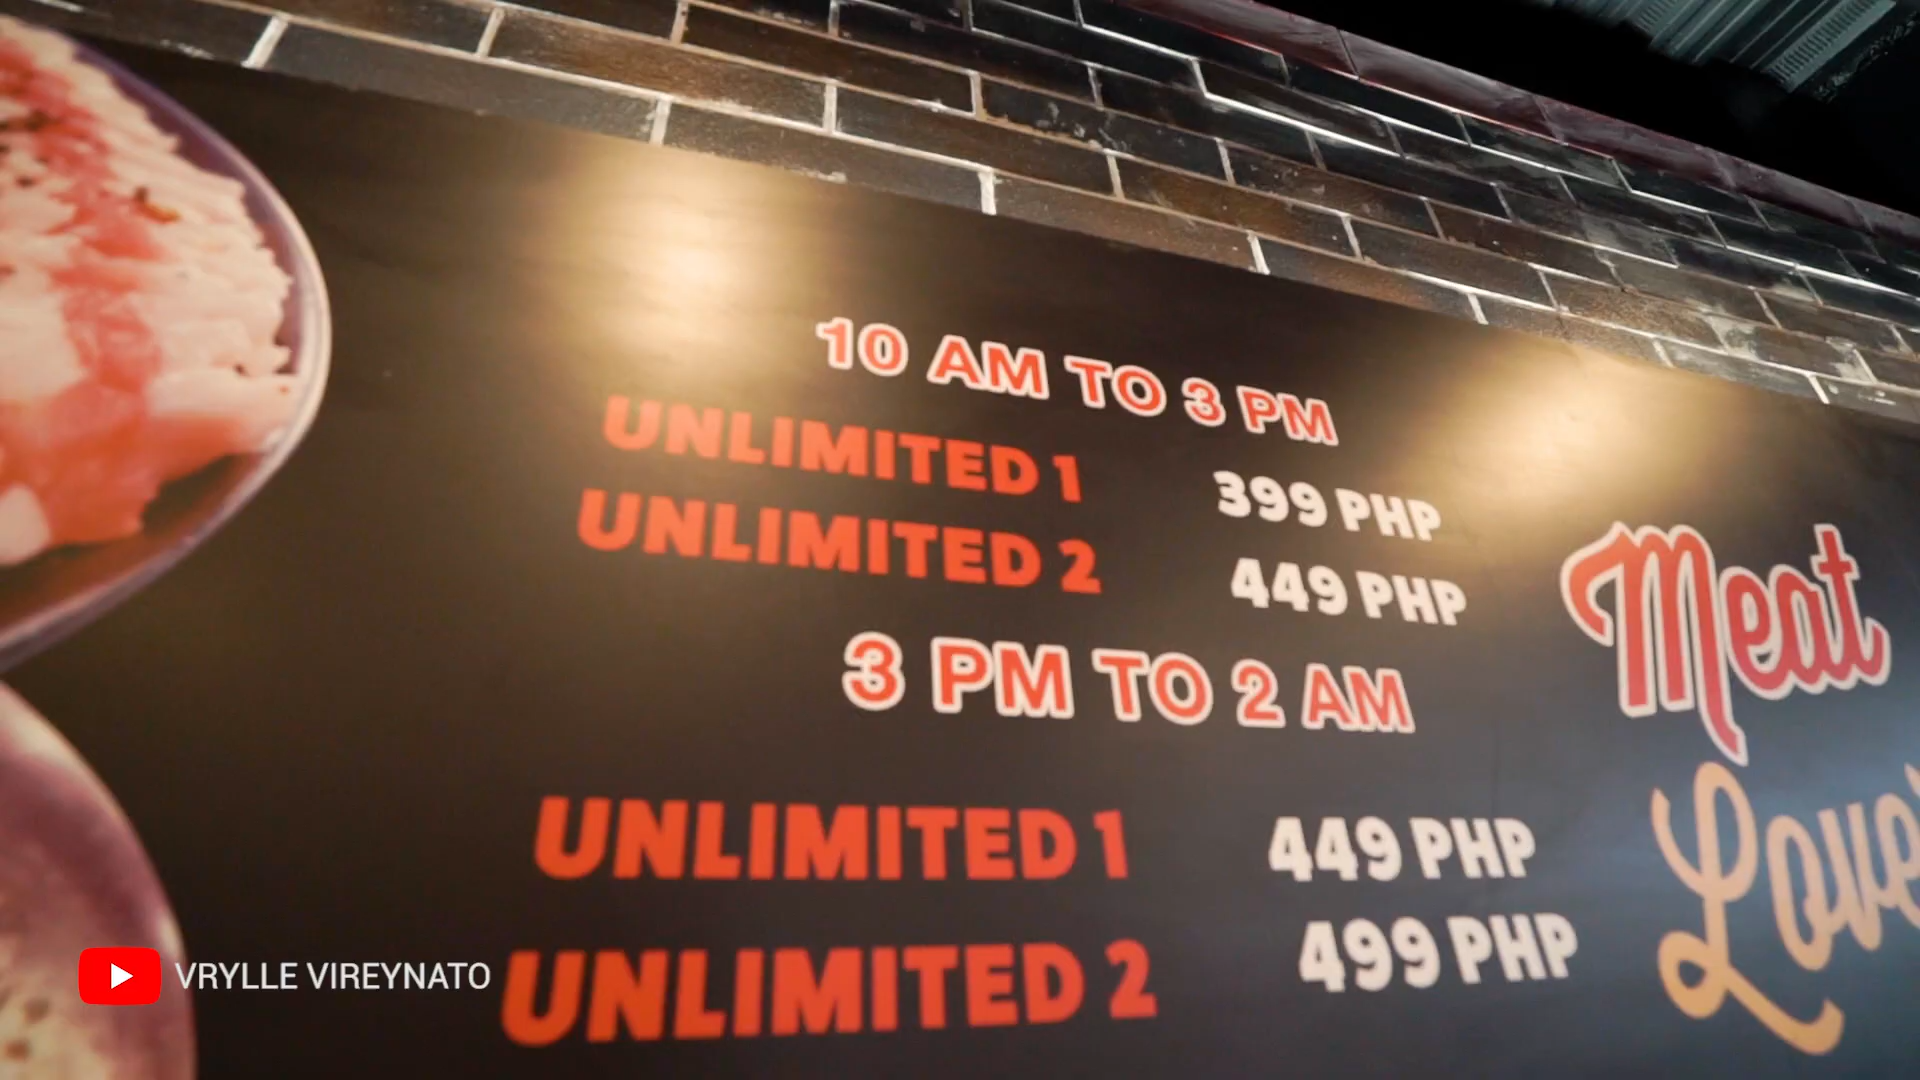 10 AM TO 3 PM
UNLIMITED 1 399 PHP
UNLIMITED 2 449 PHP
3 PM TO 2 AM
UNLIMITED 1 449 PHP
UNLIMITED 2 499 PHP
Meat
Love
VRYLLE VIREYNATO